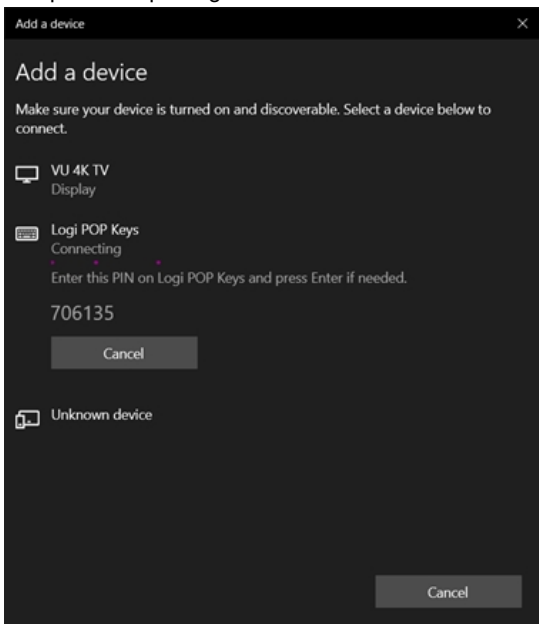 Add a device
Add a device
Make sure your device is turned on and discoverable. Select a device below to
connect.
VU 4K TV
Display
Logi POP Keys
Connecting
Enter this PIN on Logi POP Keys and press Enter if needed.
706135
Cancel
Unknown device
Cancel